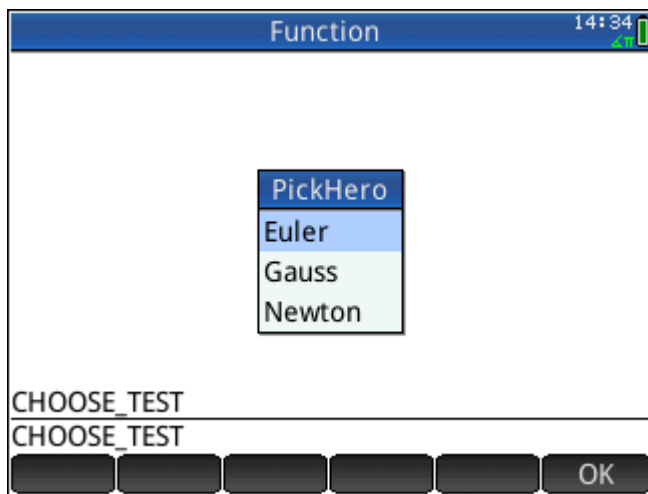 Function
14:34
∡π
PickHero
Euler
Gauss
Newton
CHOOSE_TEST
CHOOSE_TEST
OK